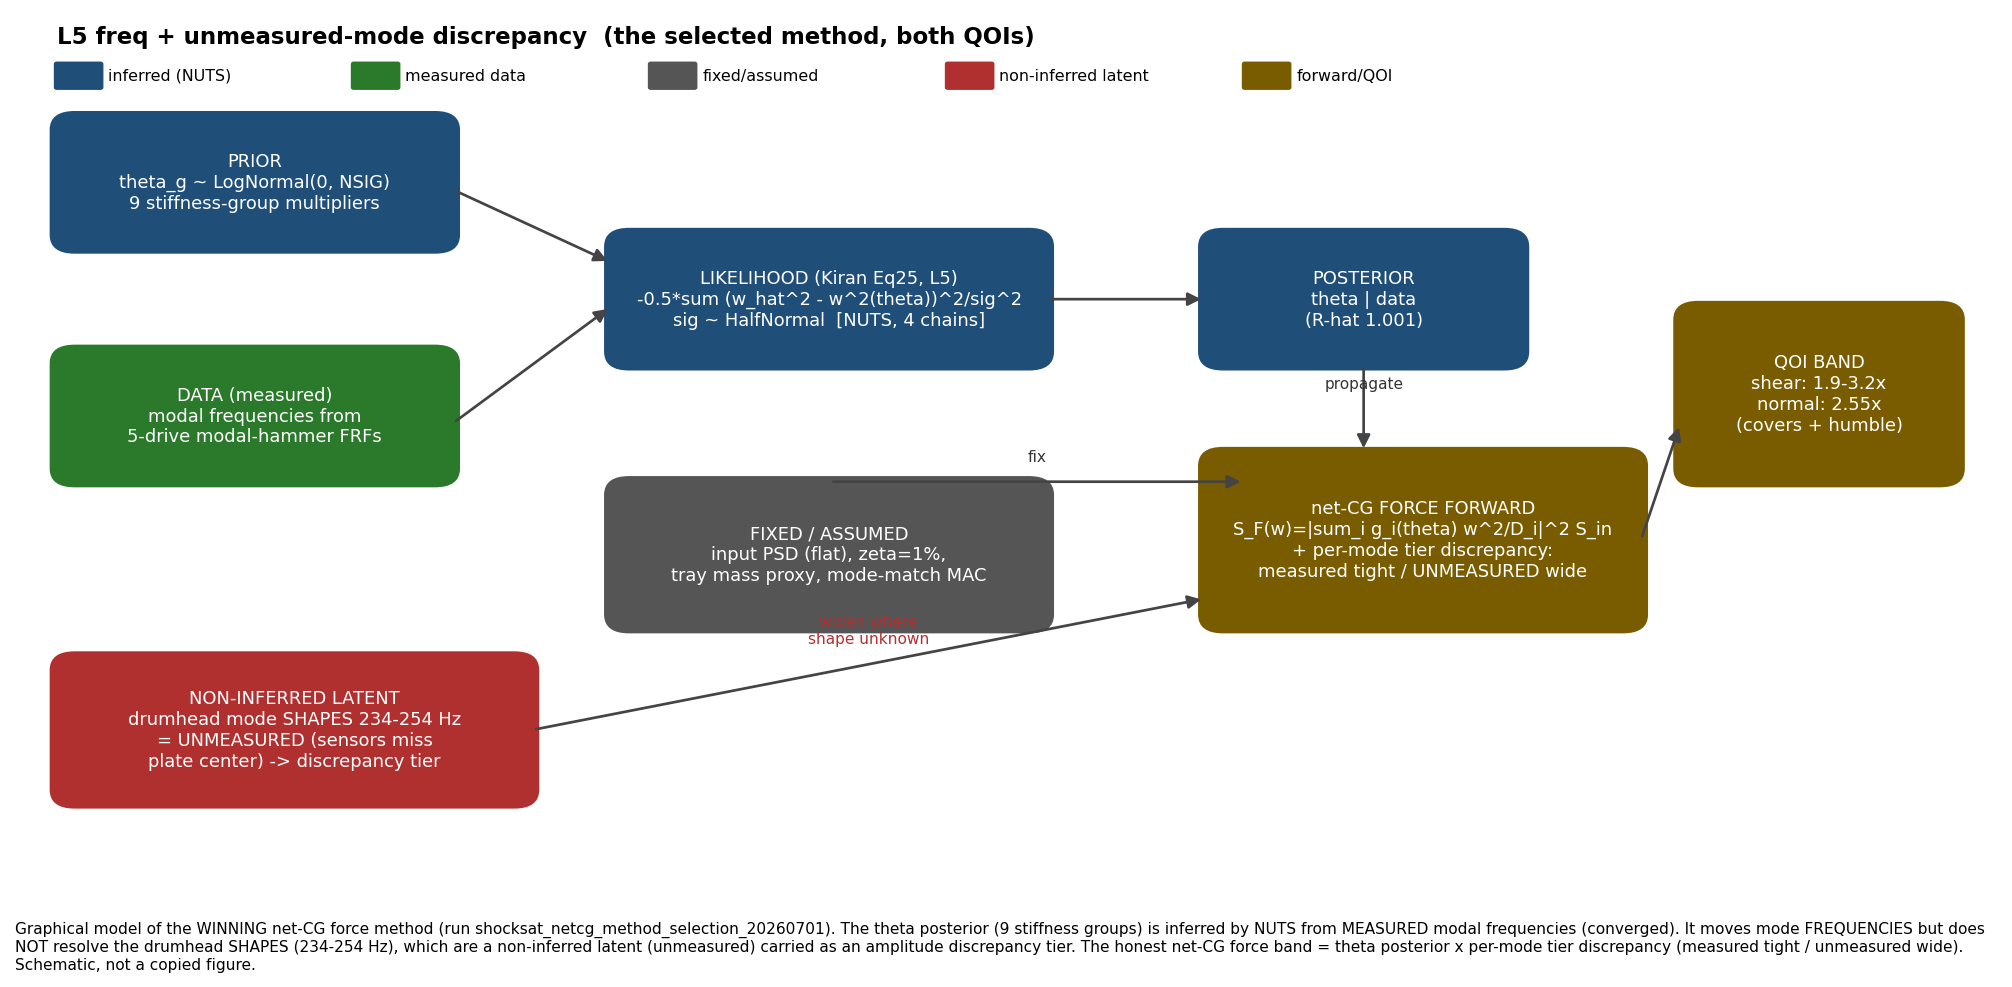 L5 freq + unmeasured-mode discrepancy  (the selected method, both QOIs)
inferred (NUTS)
measured data
fixed/assumed
non-inferred latent
forward/QOI
PRIOR
theta_g ~ LogNormal(0, NSIG)
9 stiffness-group multipliers
LIKELIHOOD (Kiran Eq25, L5)
-0.5*sum (w_hat^2 - w^2(theta))^2/sig^2
sig ~ HalfNormal  [NUTS, 4 chains]
POSTERIOR
theta | data
(R-hat 1.001)
propagate
QOI BAND
shear: 1.9-3.2x
normal: 2.55x
(covers + humble)
DATA (measured)
modal frequencies from
5-drive modal-hammer FRFs
fix
FIXED / ASSUMED
input PSD (flat), zeta=1%,
tray mass proxy, mode-match MAC
net-CG FORCE FORWARD
S_F(w)=|sum_i g_i(theta) w^2/D_i|^2 S_in
+ per-mode tier discrepancy:
measured tight / UNMEASURED wide
where
shape unknown
NON-INFERRED LATENT
drumhead mode SHAPES 234-254 Hz
= UNMEASURED (sensors miss
plate center) -> discrepancy tier
Graphical model of the WINNING net-CG force method (run shocksat_netcg_method_selection_20260701). The theta posterior (9 stiffness groups) is inferred by NUTS from MEASURED modal frequencies (converged). It moves mode FREQUENCIES but does
NOT resolve the drumhead SHAPES (234-254 Hz), which are a non-inferred latent (unmeasured) carried as an amplitude discrepancy tier. The honest net-CG force band = theta posterior x per-mode tier discrepancy (measured tight / unmeasured wide).
Schematic, not a copied figure.